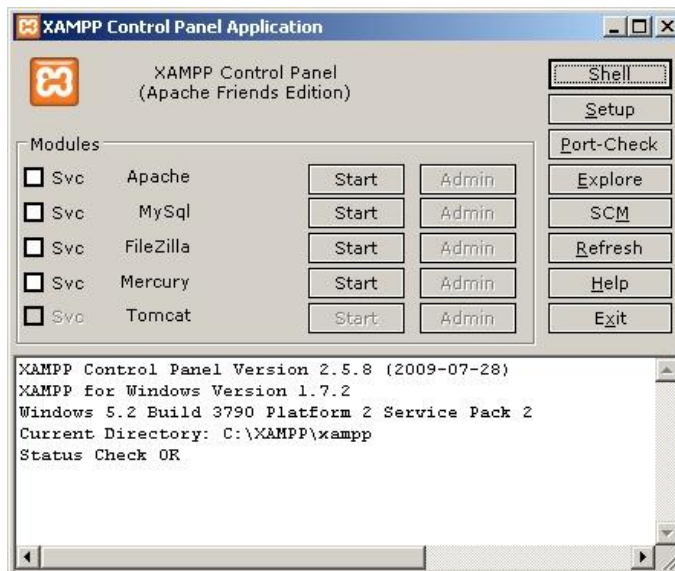 XAMPP Control Panel Application
XAMPP Control Panel
(Apache Friends Edition)
Shell
Setup
Port-Check
Explore
SCM
Refresh
Help
Exit
Modules
Svc Apache Start Admin
Svc MySql Start Admin
Svc FileZilla Start Admin
Svc Mercury Start Admin
Svc Tomcat Start Admin
XAMPP Control Panel Version 2.5.8 (2009-07-28)
XAMPP for Windows Version 1.7.2
Windows 5.2 Build 3790 Platform 2 Service Pack 2
Current Directory: C:\XAMPP\xampp
Status Check OK